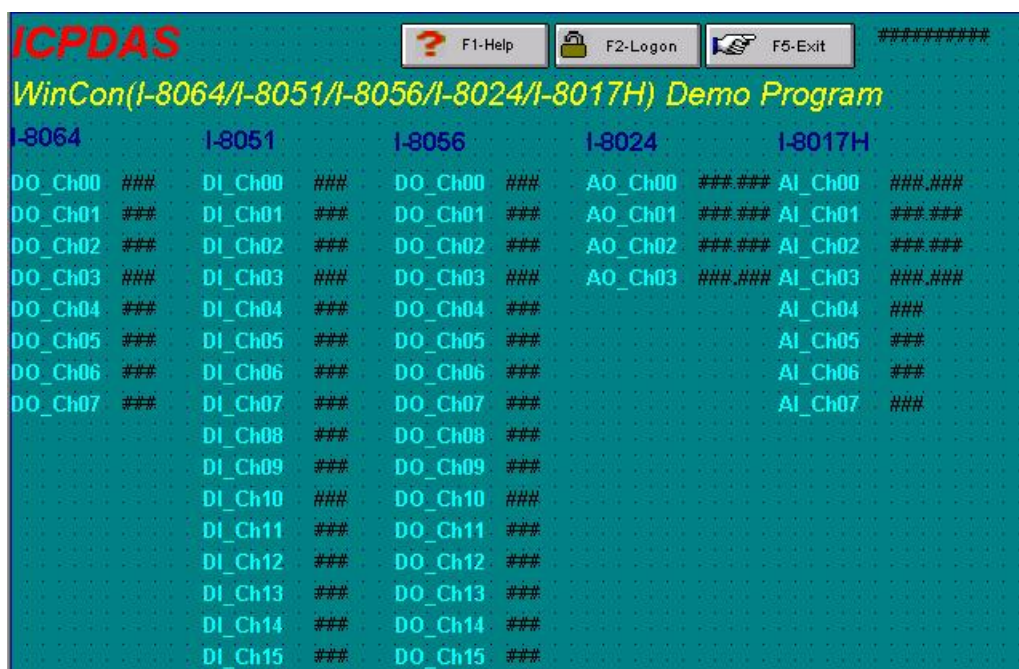 ICPDAS F1-Help F2-Logon F5-Exit ##########
WinCon(I-8064/I-8051/I-8056/I-8024/I-8017H) Demo Program
I-8064 I-8051 I-8056 I-8024 I-8017H
DO_Ch00 ### DI_Ch00 ### DO_Ch00 ### AO_Ch00 ###.### AI_Ch00 ###.###
DO_Ch01 ### DI_Ch01 ### DO_Ch01 ### AO_Ch01 ###.### AI_Ch01 ###.###
DO_Ch02 ### DI_Ch02 ### DO_Ch02 ### AO_Ch02 ###.### AI_Ch02 ###.###
DO_Ch03 ### DI_Ch03 ### DO_Ch03 ### AO_Ch03 ###.### AI_Ch03 ###.###
DO_Ch04 ### DI_Ch04 ### DO_Ch04 ### AI_Ch04 ###
DO_Ch05 ### DI_Ch05 ### DO_Ch05 ### AI_Ch05 ###
DO_Ch06 ### DI_Ch06 ### DO_Ch06 ### AI_Ch06 ###
DO_Ch07 ### DI_Ch07 ### DO_Ch07 ### AI_Ch07 ###
DI_Ch08 ### DO_Ch08 ###
DI_Ch09 ### DO_Ch09 ###
DI_Ch10 ### DO_Ch10 ###
DI_Ch11 ### DO_Ch11 ###
DI_Ch12 ### DO_Ch12 ###
DI_Ch13 ### DO_Ch13 ###
DI_Ch14 ### DO_Ch14 ###
DI_Ch15 ### DO_Ch15 ###